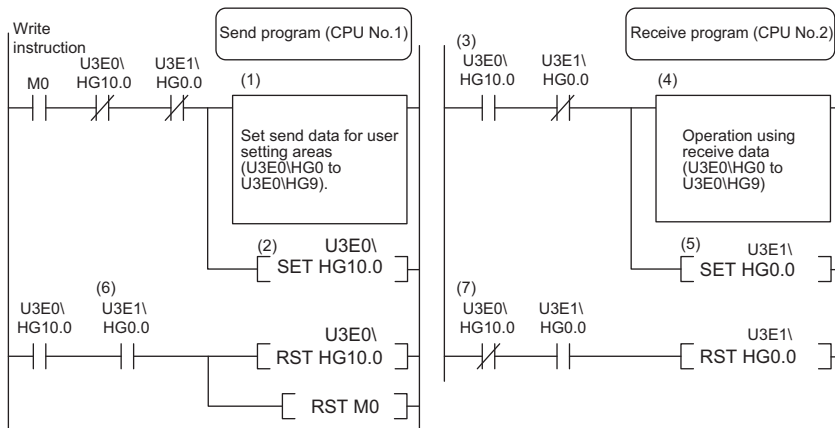 Write
instruction
Send program (CPU No.1)
M0
U3E0\
HG10.0
U3E1\
HG0.0
(1)
Set send data for user
setting areas
(U3E0\HG0 to
U3E0\HG9).
(2)
U3E0\
SET HG10.0
U3E0\
HG10.0
(6)
U3E1\
HG0.0
U3E0\
RST HG10.0
RST M0
Receive program (CPU No.2)
(3)
U3E0\
HG10.0
U3E1\
HG0.0
(4)
Operation using
receive data
(U3E0\HG0 to
U3E0\HG9)
(5)
U3E1\
SET HG0.0
(7)
U3E0\
HG10.0
U3E1\
HG0.0
U3E1\
RST HG0.0